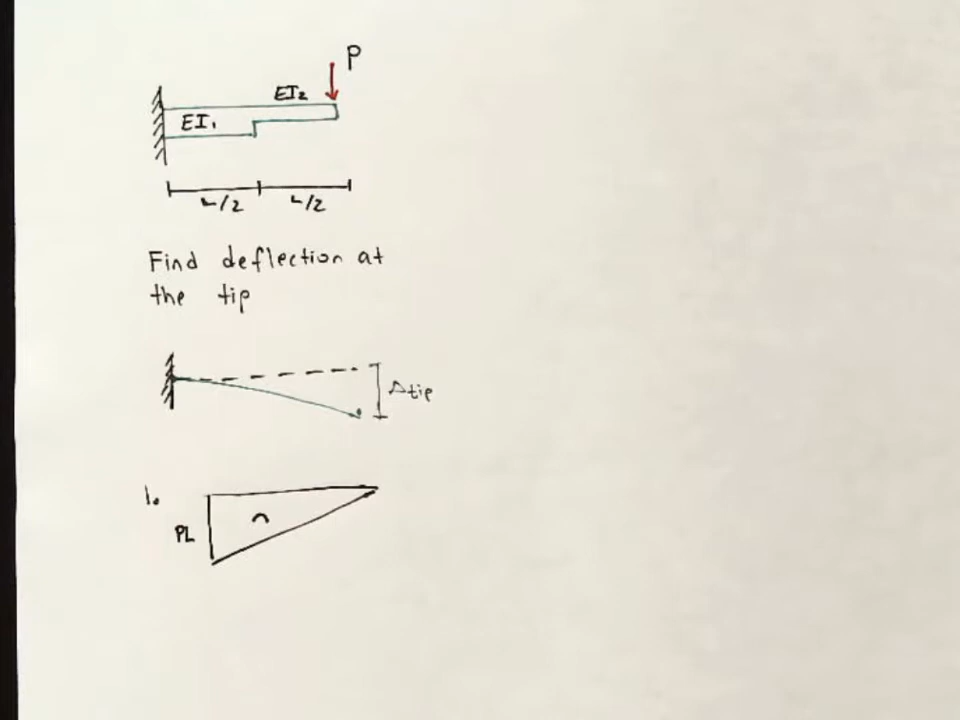 P
EI₂
EI₁
L/2 L/2
Find deflection at
the tip
Δtip
1.
PL